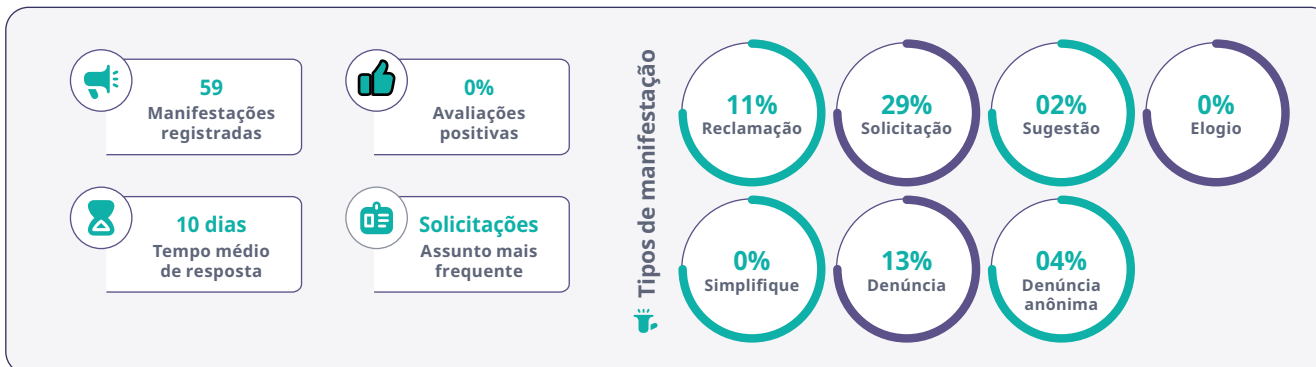 59
Manifestações
registradas
0%
Avaliações
positivas
10 dias
Tempo médio
de resposta
Solicitações
Assunto mais
frequente
Tipos de manifestação
11%
Reclamação
29%
Solicitação
02%
Sugestão
0%
Elogio
0%
Simplifique
13%
Denúncia
04%
Denúncia
anônima